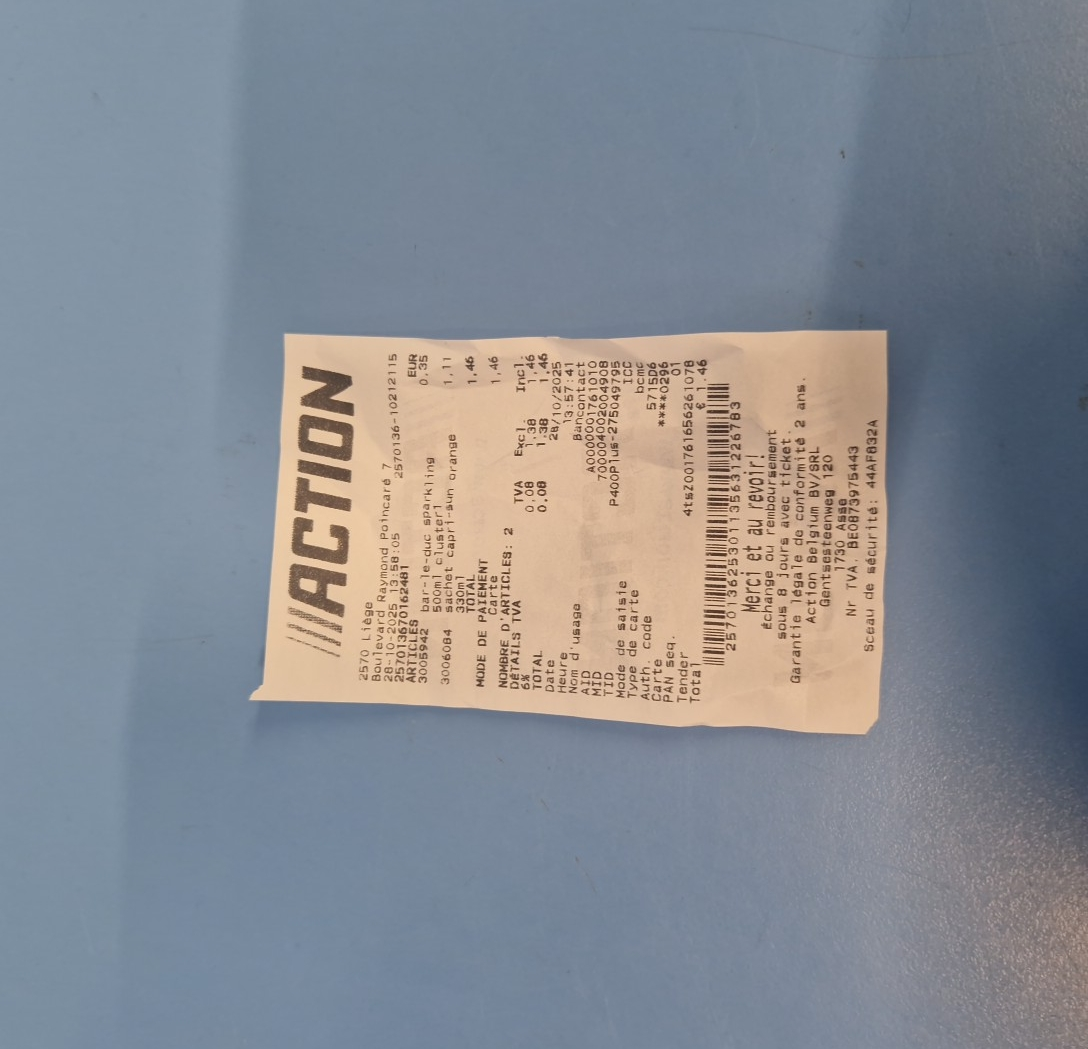 ACTION
2570 Liège
Boulevard Raymond Poincaré 7
28-10-2025 13:58:05 2570136-10212115
257013670162481
ARTICLES EUR
3005942 bar-le-duc sparkling 0.35
500ml cluster1
3006084 sachet capri-sun orange 1,11
330ml
TOTAL 1,46
MODE DE PAIEMENT
Carte 1,46
NOMBRE D'ARTICLES: 2
DÉTAILS TVA TVA Excl. Incl.
6% 0.08 1.38 1.46
TOTAL 0.08 1.38 1.46
Date 28/10/2025
Heure 13:57:41
Nom d'usage Bancontact
AID A0000001761010
MID 700004002004908
TID P400Plus-275049795
Mode de saisie ICC
Type de carte bcmc
Auth. code 5715D6
Carte ****0296
PAN seq. 01
Tender 4tsZ001761656261078
Total € 1.46
257013625301135631226783
Merci et au revoir!
échange ou remboursement
sous 8 jours avec ticket.
Garantie légale de conformité 2 ans.
Action Belgium BV/SRL
Gentsesteenweg 120
1730 Asse
Nr TVA. BE0873975443
Sceau de sécurité: 44AF832A